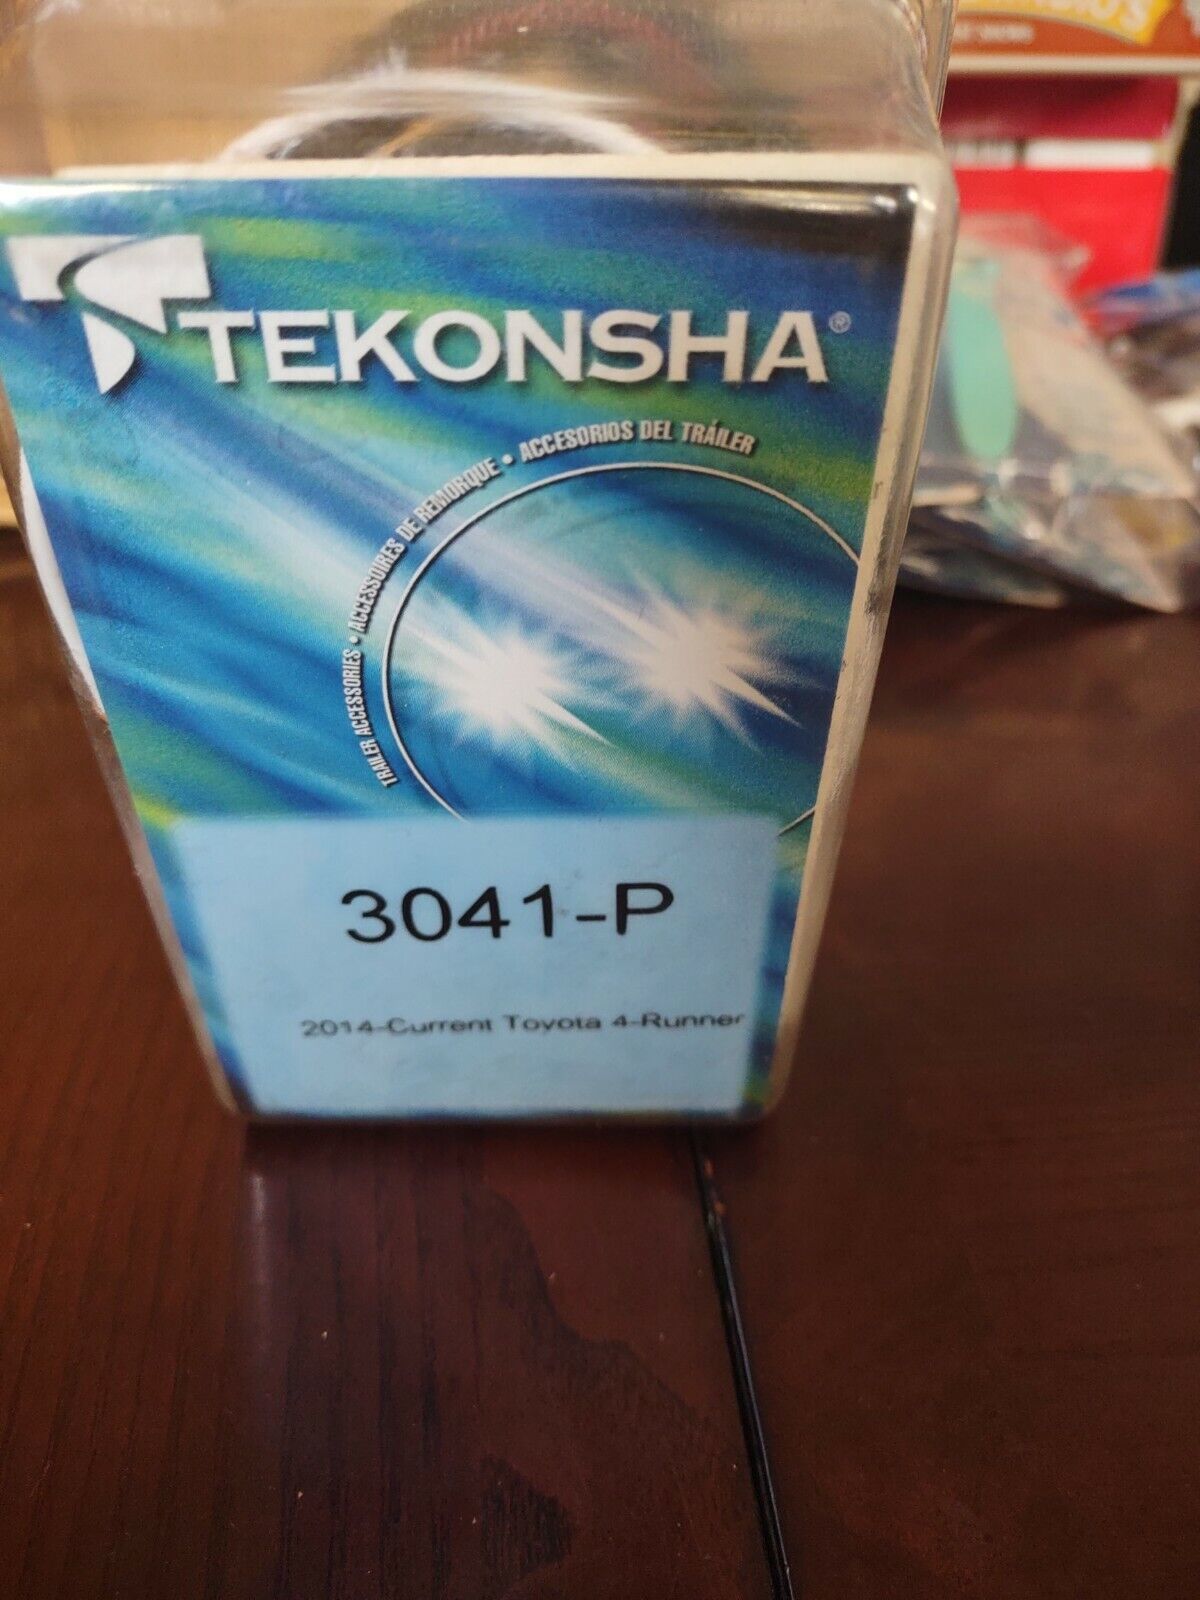 TEKONSHA®
TRAILER ACCESSORIES • ACCESSOIRES DE REMORQUE • ACCESORIOS DEL TRÁILER
3041-P
2014-Current Toyota 4-Runner